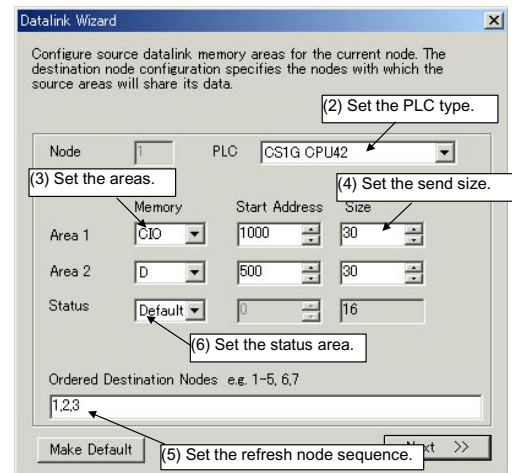 Datalink Wizard
Configure source datalink memory areas for the current node. The
destination node configuration specifies the nodes with which the
source areas will share its data.
(2) Set the PLC type.
Node 1 PLC CS1G CPU42
(3) Set the areas.
(4) Set the send size.
Memory Start Address Size
Area 1 CIO 1000 30
Area 2 D 500 30
Status Default 0 16
(6) Set the status area.
Ordered Destination Nodes e.g. 1-5, 6,7
1,2,3
Make Default
(5) Set the refresh node sequence.
xt >>